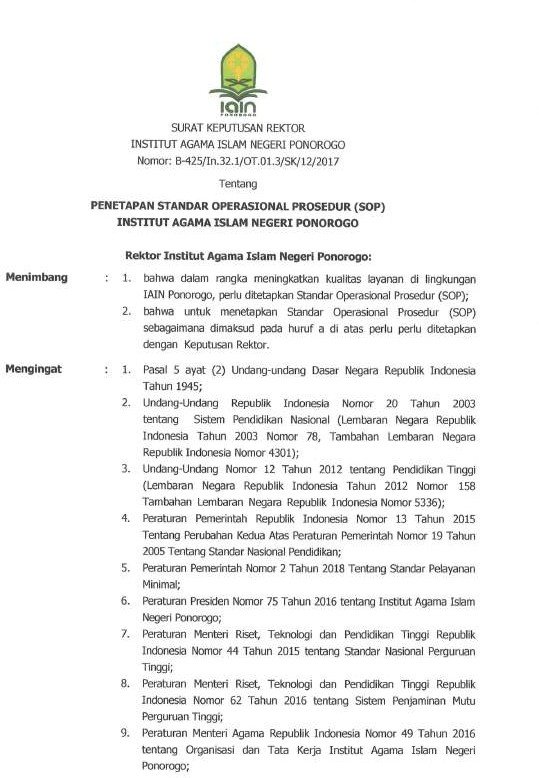 iain
PONOROGO
SURAT KEPUTUSAN REKTOR
INSTITUT AGAMA ISLAM NEGERI PONOROGO
Nomor: B-425/In.32.1/OT.01.3/SK/12/2017
Tentang
PENETAPAN STANDAR OPERASIONAL PROSEDUR (SOP)
INSTITUT AGAMA ISLAM NEGERI PONOROGO
Rektor Institut Agama Islam Negeri Ponorogo:
Menimbang : 1. bahwa dalam rangka meningkatkan kualitas layanan di lingkungan
IAIN Ponorogo, perlu ditetapkan Standar Operasional Prosedur (SOP);
2. bahwa untuk menetapkan Standar Operasional Prosedur (SOP)
sebagaimana dimaksud pada huruf a di atas perlu perlu ditetapkan
dengan Keputusan Rektor.
Mengingat : 1. Pasal 5 ayat (2) Undang-undang Dasar Negara Republik Indonesia
Tahun 1945;
2. Undang-Undang Republik Indonesia Nomor 20 Tahun 2003
tentang Sistem Pendidikan Nasional (Lembaran Negara Republik
Indonesia Tahun 2003 Nomor 78, Tambahan Lembaran Negara
Republik Indonesia Nomor 4301);
3. Undang-Undang Nomor 12 Tahun 2012 tentang Pendidikan Tinggi
(Lembaran Negara Republik Indonesia Tahun 2012 Nomor 158
Tambahan Lembaran Negara Republik Indonesia Nomor 5336);
4. Peraturan Pemerintah Republik Indonesia Nomor 13 Tahun 2015
Tentang Perubahan Kedua Atas Peraturan Pemerintah Nomor 19 Tahun
2005 Tentang Standar Nasional Pendidikan;
5. Peraturan Pemerintah Nomor 2 Tahun 2018 Tentang Standar Pelayanan
Minimal;
6. Peraturan Presiden Nomor 75 Tahun 2016 tentang Institut Agama Islam
Negeri Ponorogo;
7. Peraturan Menteri Riset, Teknologi dan Pendidikan Tinggi Republik
Indonesia Nomor 44 Tahun 2015 tentang Standar Nasional Perguruan
Tinggi;
8. Peraturan Menteri Riset, Teknologi dan Pendidikan Tinggi Republik
Indonesia Nomor 62 Tahun 2016 tentang Sistem Penjaminan Mutu
Perguruan Tinggi;
9. Peraturan Menteri Agama Republik Indonesia Nomor 49 Tahun 2016
tentang Organisasi dan Tata Kerja Institut Agama Islam Negeri
Ponorogo;